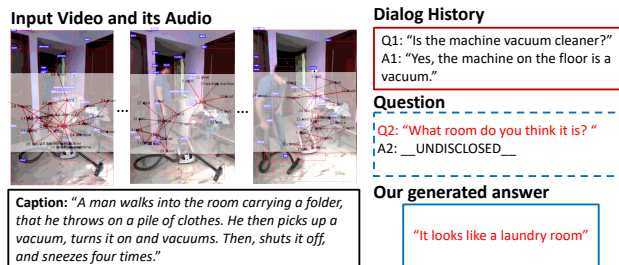 Input Video and its Audio
... ...
Caption: “A man walks into the room carrying a folder,
that he throws on a pile of clothes. He then picks up a
vacuum, turns it on and vacuums. Then, shuts it off,
and sneezes four times.”
Dialog History
Q1: “Is the machine vacuum cleaner?”
A1: “Yes, the machine on the floor is a
vacuum.”
Question
Q2: “What room do you think it is? “
A2: __UNDISCLOSED__
Our generated answer
“It looks like a laundry room”